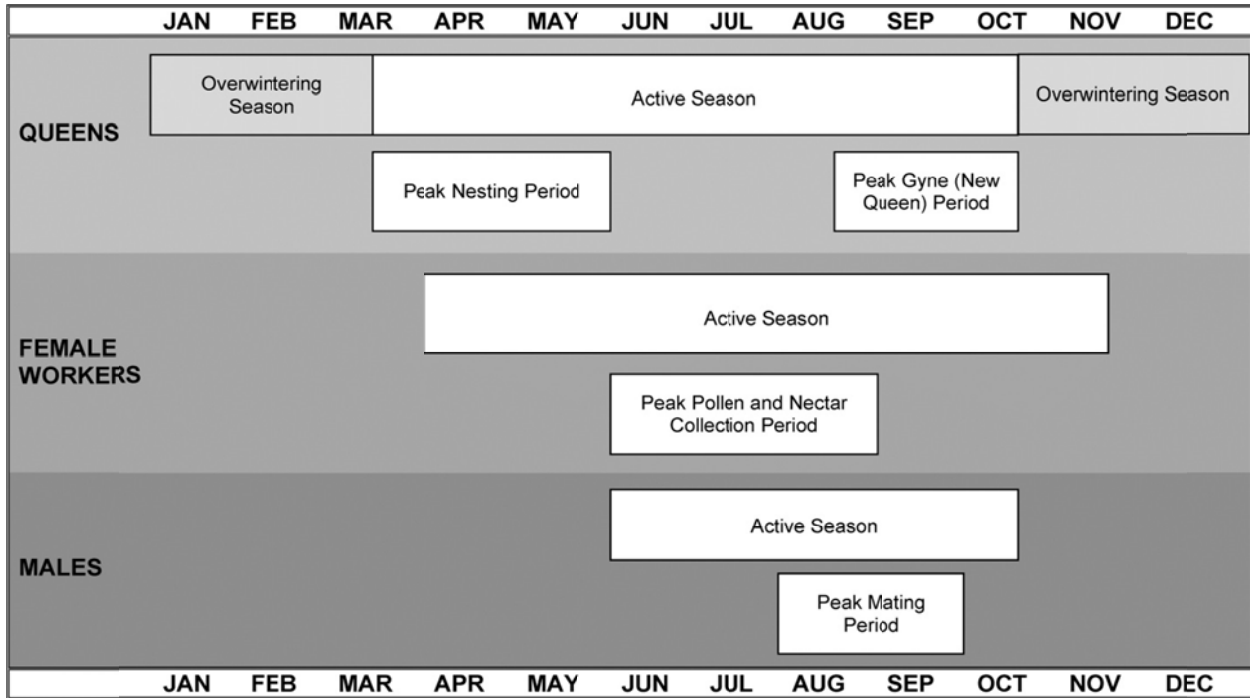 JAN FEB MAR APR MAY JUN JUL AUG SEP OCT NOV DEC
QUEENS
Overwintering
Season
Active Season
Overwintering Season
Peak Nesting Period
Peak Gyne (New
Queen) Period
FEMALE
WORKERS
Active Season
Peak Pollen and Nectar
Collection Period
MALES
Active Season
Peak Mating
Period
JAN FEB MAR APR MAY JUN JUL AUG SEP OCT NOV DEC